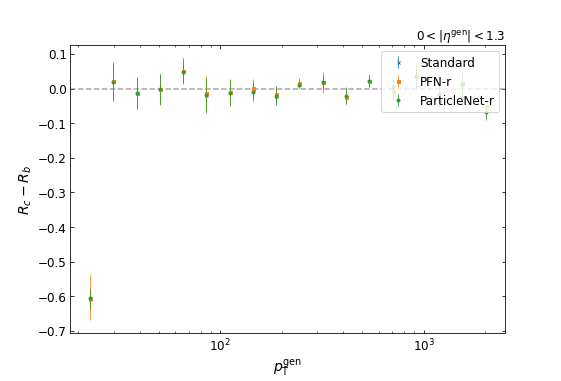 0 < |η^gen| < 1.3
0.1
0.0
−0.1
−0.2
−0.3
−0.4
−0.5
−0.6
−0.7
R_c − R_b
Standard
PFN-r
ParticleNet-r
10^2
10^3
p_T^gen